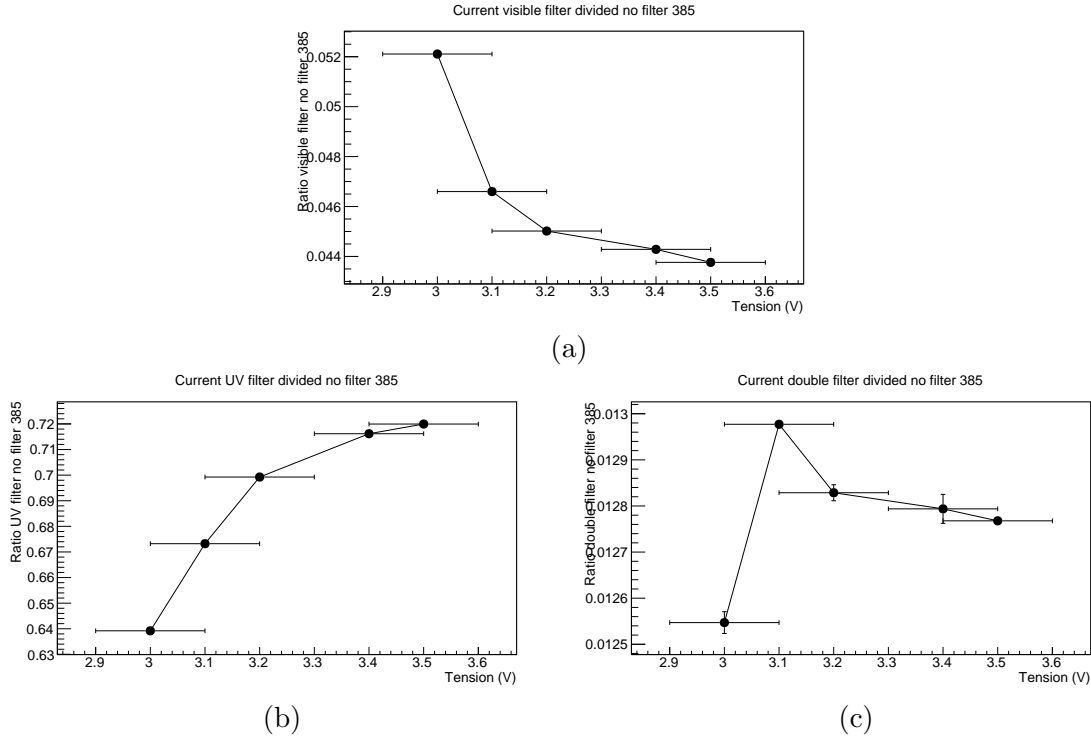 Current visible filter divided no filter 385
Ratio visible filter no filter 385
0.052
0.05
0.048
0.046
0.044
2.9 3 3.1 3.2 3.3 3.4 3.5 3.6
Tension (V)
(a)
Current UV filter divided no filter 385
Ratio UV filter no filter 385
0.72
0.71
0.7
0.69
0.68
0.67
0.66
0.65
0.64
0.63
2.9 3 3.1 3.2 3.3 3.4 3.5 3.6
Tension (V)
(b)
Current double filter divided no filter 385
Ratio double filter no filter 385
0.013
0.0129
0.0128
0.0127
0.0126
0.0125
2.9 3 3.1 3.2 3.3 3.4 3.5 3.6
Tension (V)
(c)